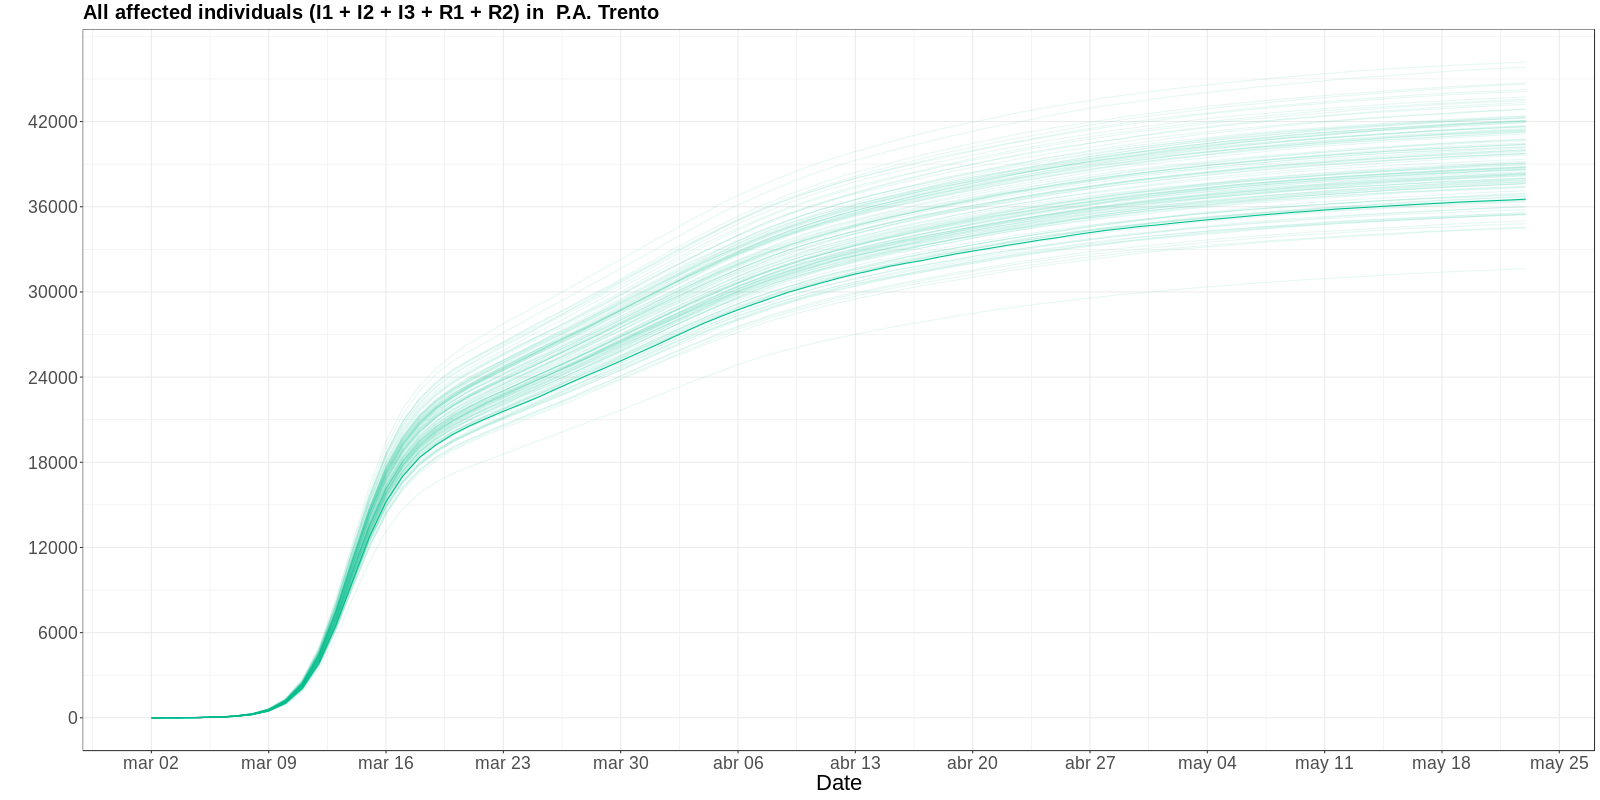 All affected individuals (I1 + I2 + I3 + R1 + R2) in  P.A. Trento
42000
36000
30000
24000
18000
12000
6000
0
mar 02 mar 09 mar 16 mar 23 mar 30 abr 06 abr 13 abr 20 abr 27 may 04 may 11 may 18 may 25
Date